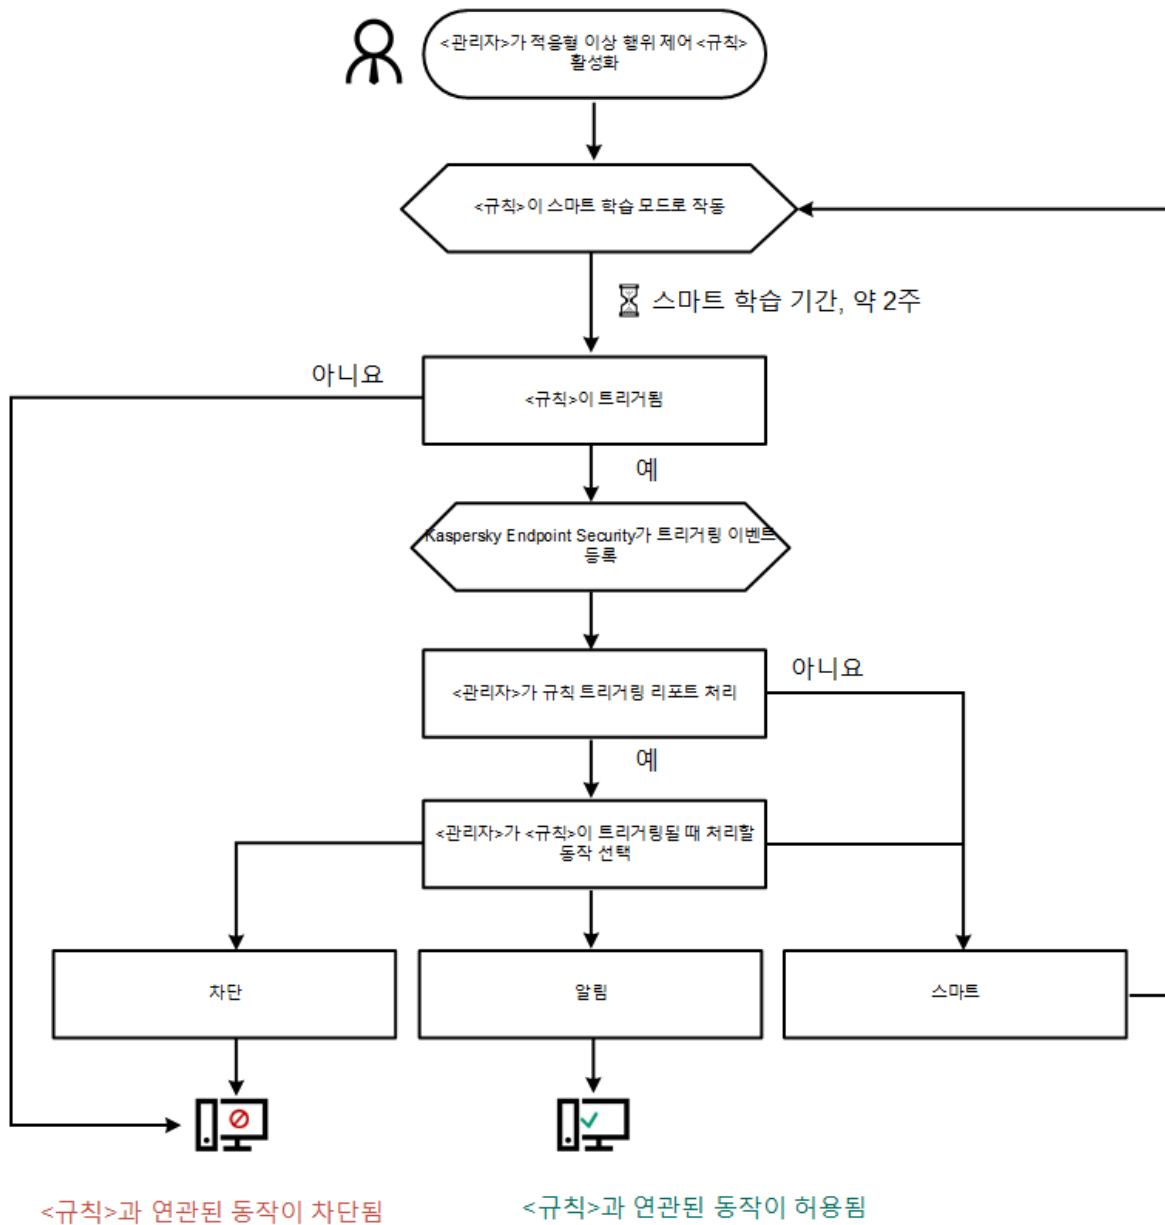 <관리자>가 적응형 이상 행위 제어 <규칙>
활성화
<규칙>이 스마트 학습 모드로 작동
스마트 학습 기간, 약 2주
아니요
<규칙>이 트리거됨
예
Kaspersky Endpoint Security가 트리거링 이벤트
등록
아니요
<관리자>가 규칙 트리거링 리포트 처리
예
<관리자>가 <규칙>이 트리거링될 때 처리할
동작 선택
차단
알림
스마트
<규칙>과 연관된 동작이 차단됨
<규칙>과 연관된 동작이 허용됨